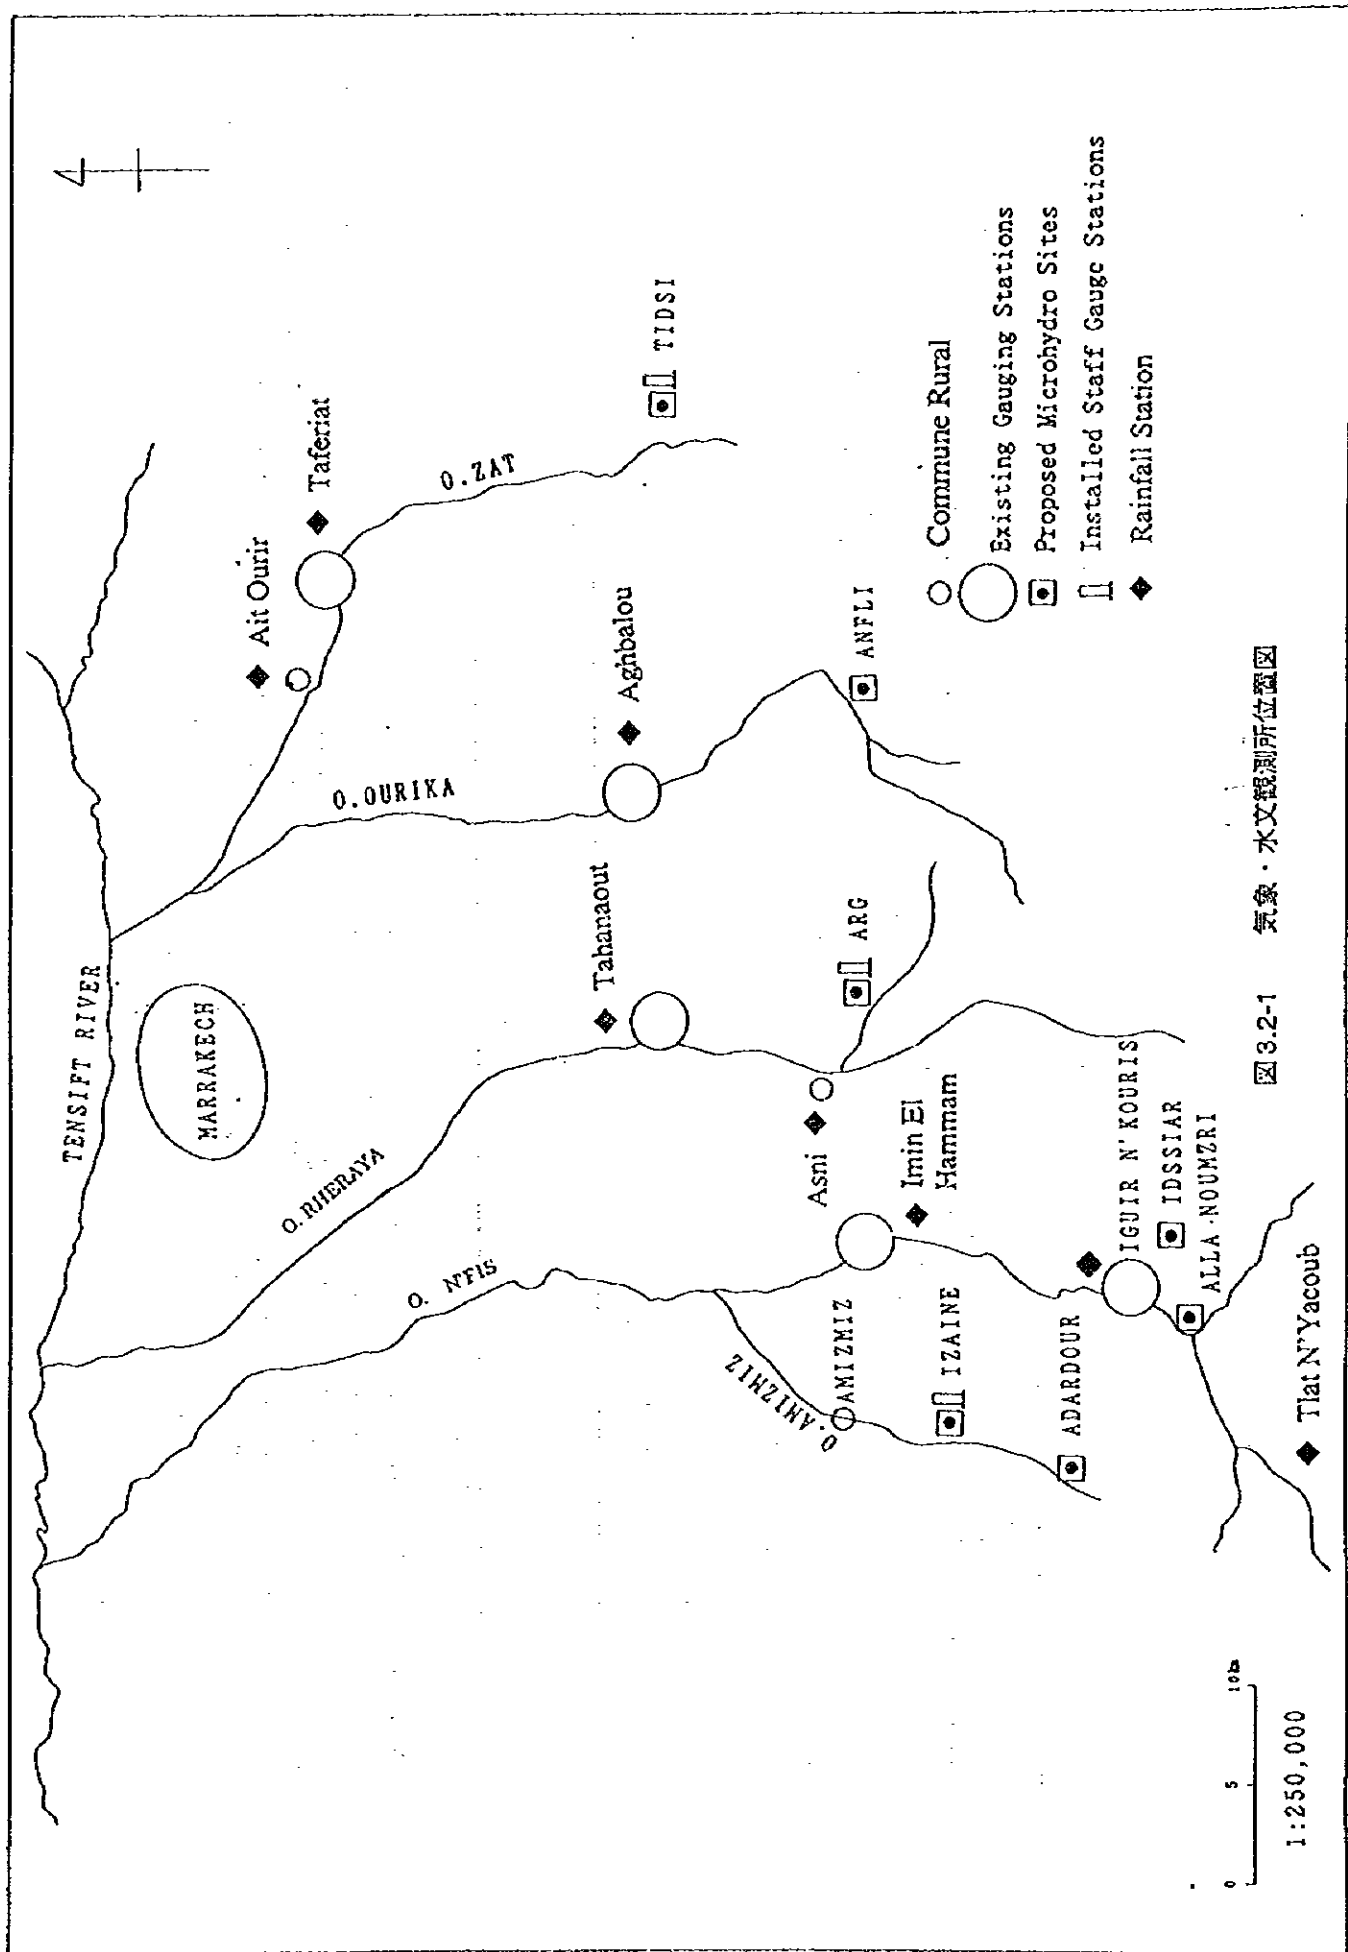 TENSIFT RIVER
MARRAKECH
Ait Ourir
Taferiat
O.ZAT
O.OURIKA
O.RHERAYA
O. N'FIS
Tahanaout
Aghbalou
TIDSI
Asni
ARG
ANFLI
O.AMIZMIZ
AMIZMIZ
Imin El
Hammam
IZAINE
ADARDOUR
IGUIR N'KOURIS
IDSSIAR
ALLA-NOUMZRI
Tlat N'Yacoub
Commune Rural
Existing Gauging Stations
Proposed Microhydro Sites
Installed Staff Gauge Stations
Rainfall Station
0 5 10km
1:250,000
図3.2-1 気象・水文観測所位置図